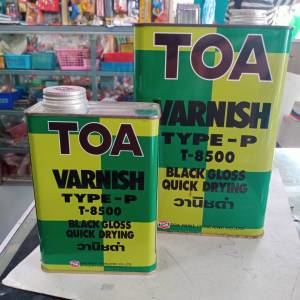 TOA
VARNISH
TYPE-P
T-8500
BLACK GLOSS
QUICK DRYING
วานิชดำ
TOA
VARNISH
TYPE-P
T-8500
BLACK GLOSS
QUICK DRYING
วานิชดำ